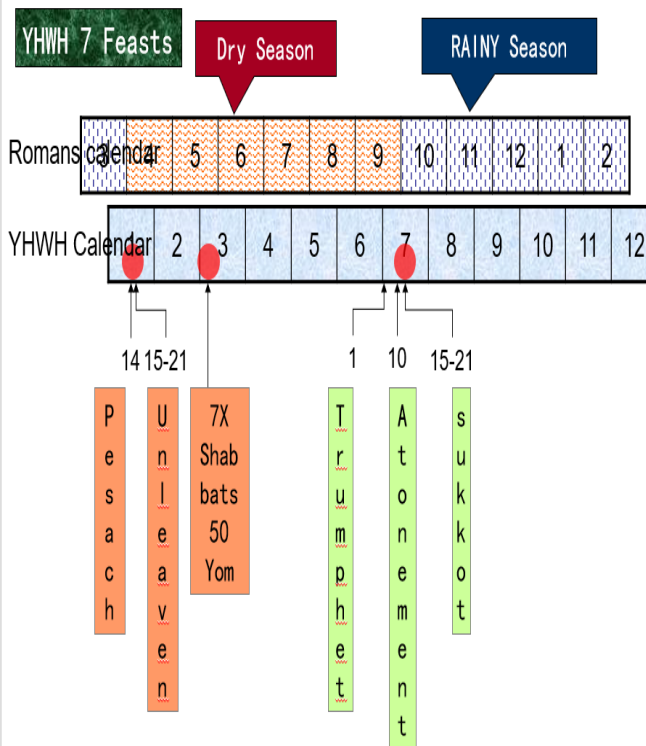 YHWH 7 Feasts
Dry Season
RAINY Season
Romans calendar
3 4 5 6 7 8 9 10 11 12 1 2
YHWH Calendar
2 3 4 5 6 7 8 9 10 11 12
14 15-21
1 10 15-21
Pesach
Unleaven
7X
Shab
bats
50
Yom
Trumphet
Atonement
sukkot